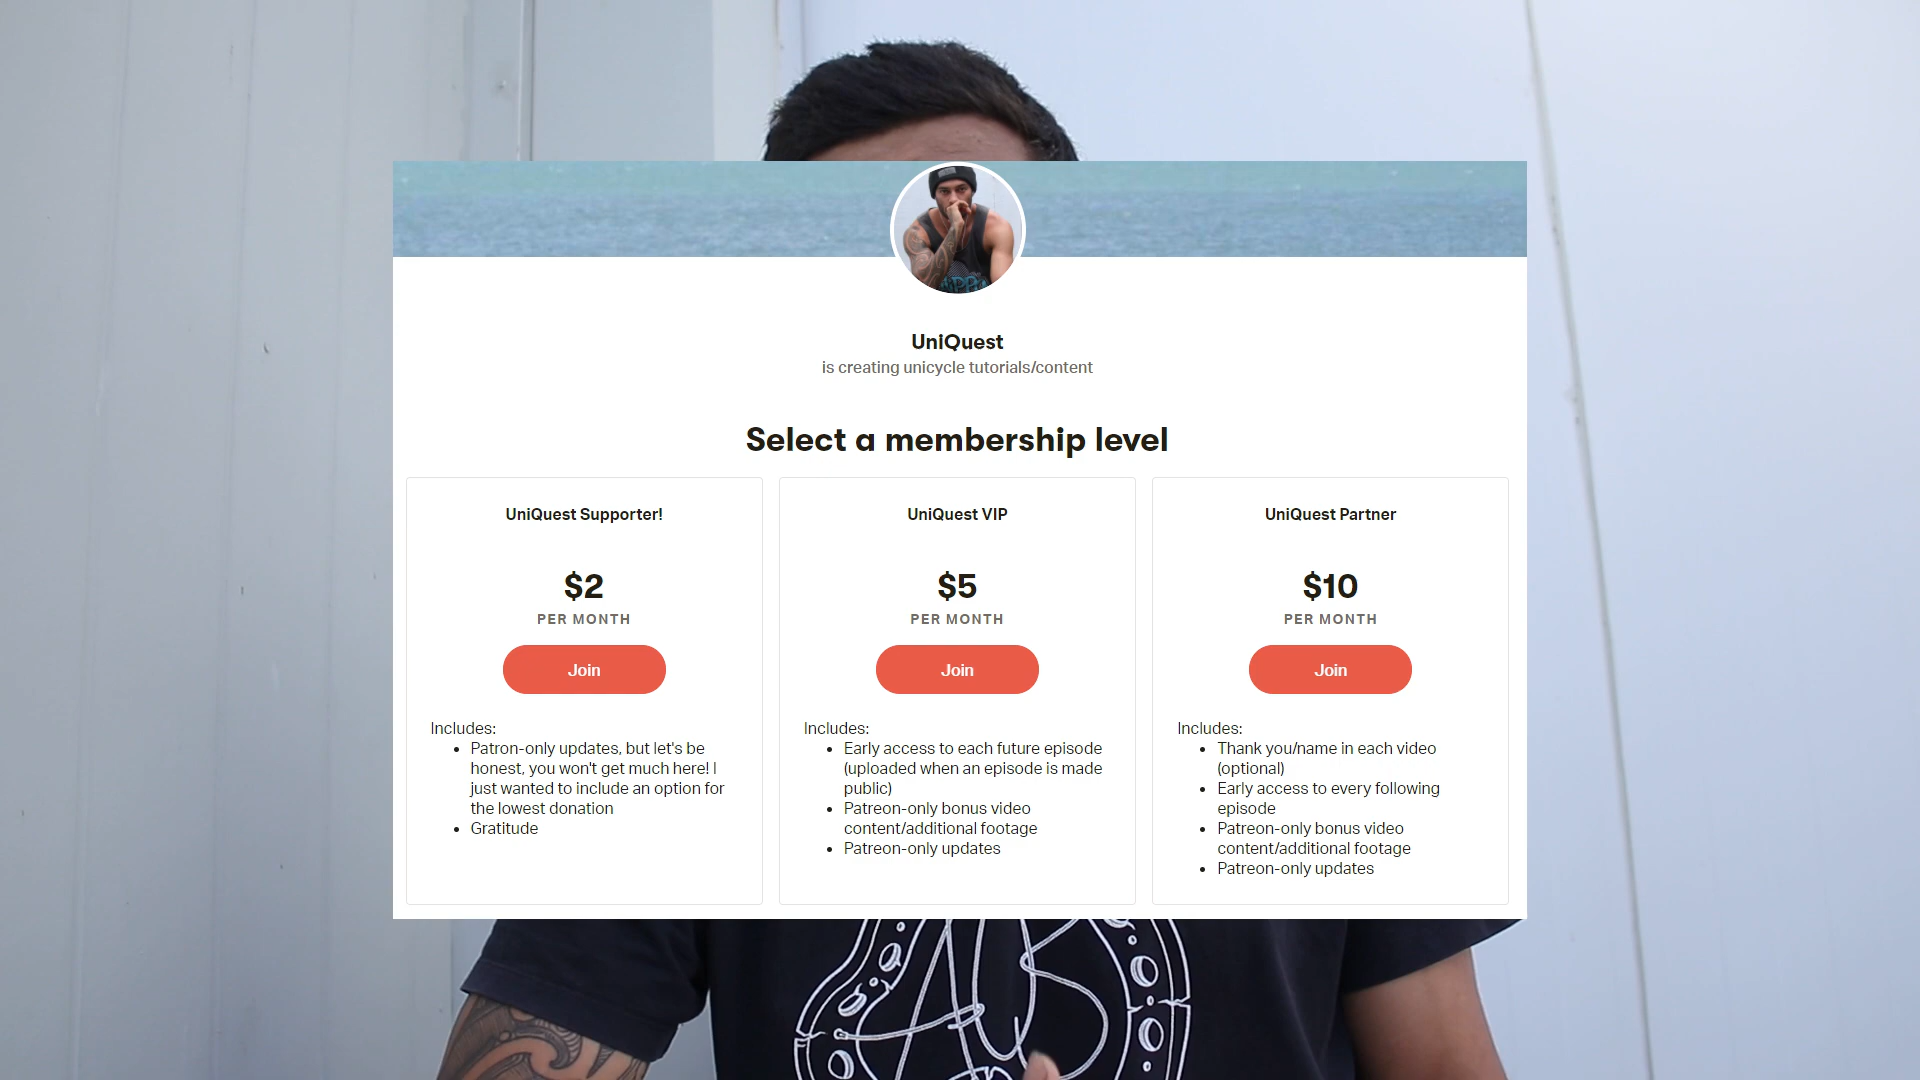 UniQuest
is creating unicycle tutorials/content
Select a membership level
UniQuest Supporter!
$2
PER MONTH
Join
Includes:
• Patron-only updates, but let's be
honest, you won't get much here! I
just wanted to include an option for
the lowest donation
• Gratitude
UniQuest VIP
$5
PER MONTH
Join
Includes:
• Early access to each future episode
(uploaded when an episode is made
public)
• Patreon-only bonus video
content/additional footage
• Patreon-only updates
UniQuest Partner
$10
PER MONTH
Join
Includes:
• Thank you/name in each video
(optional)
• Early access to every following
episode
• Patreon-only bonus video
content/additional footage
• Patreon-only updates